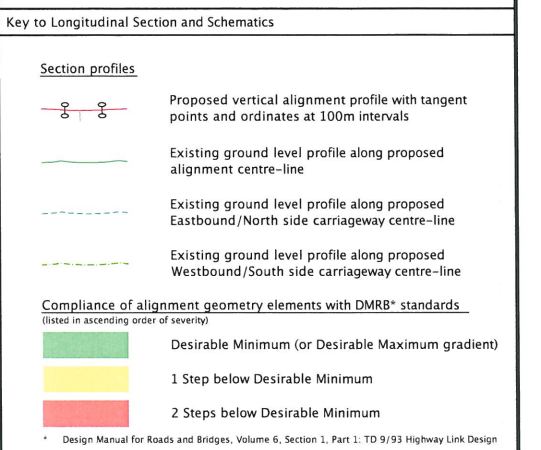 Key to Longitudinal Section and Schematics
Section profiles
Proposed vertical alignment profile with tangent
points and ordinates at 100m intervals
Existing ground level profile along proposed
alignment centre-line
Existing ground level profile along proposed
Eastbound/North side carriageway centre-line
Existing ground level profile along proposed
Westbound/South side carriageway centre-line
Compliance of alignment geometry elements with DMRB* standards
(listed in ascending order of severity)
Desirable Minimum (or Desirable Maximum gradient)
1 Step below Desirable Minimum
2 Steps below Desirable Minimum
* Design Manual for Roads and Bridges, Volume 6, Section 1, Part 1: TD 9/93 Highway Link Design